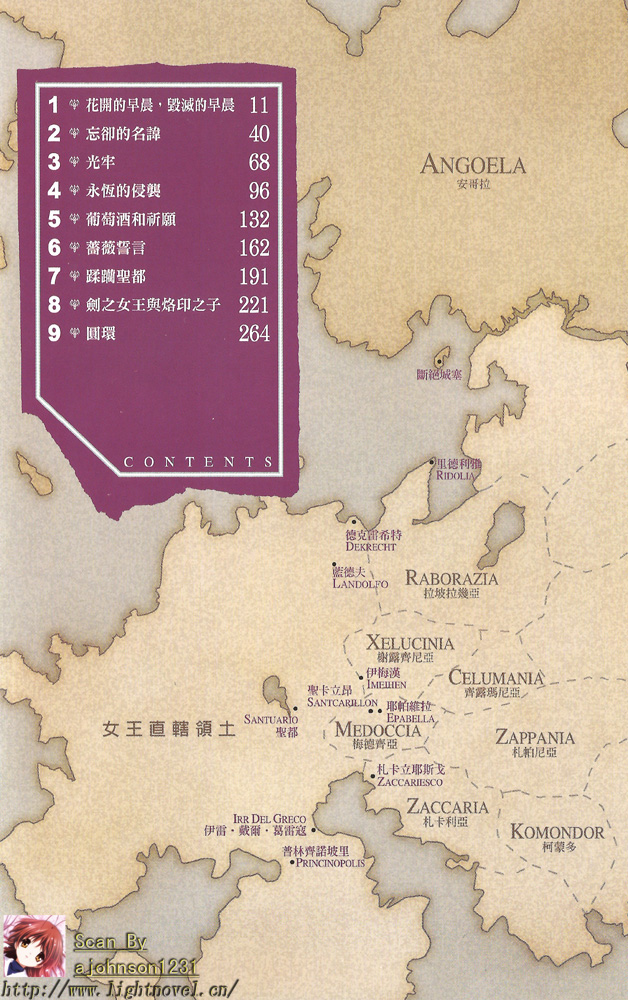 1 花開的早晨，毀滅的早晨 11
2 忘卻的名諱 40
3 光牢 68
4 永恆的侵襲 96
5 葡萄酒和祈願 132
6 薔薇誓言 162
7 蹂躪聖都 191
8 劍之女王與烙印之子 221
9 圓環 264
CONTENTS
ANGOELA
安哥拉
斷絕城塞
里德利雅
RIDOLIA
德克雷希特
DEKRECHT
藍德夫
LANDOLFO
RABORAZIA
拉坡拉幾亞
XELUCINIA
榭露齊尼亞
伊梅漢
CELUMANIA
齊露瑪尼亞
聖卡立昂
SANTCARILLON
耶帕維拉
EPABELLA
SANTUARIO
聖都
女王直轄領土
MEDOCCIA
梅德齊亞
ZAPPANIA
札帕尼亞
札卡立耶斯戈
ZACCARIESCO
ZACCARIA
札卡利亞
IRR DEL GRECO
伊雷・戴爾・葛雷寇
KOMONDOR
柯蒙多
普林齊諾坡里
PRINCINOPOLIS
Scan By
ajohnson1231
http://www.lightnovel.cn/